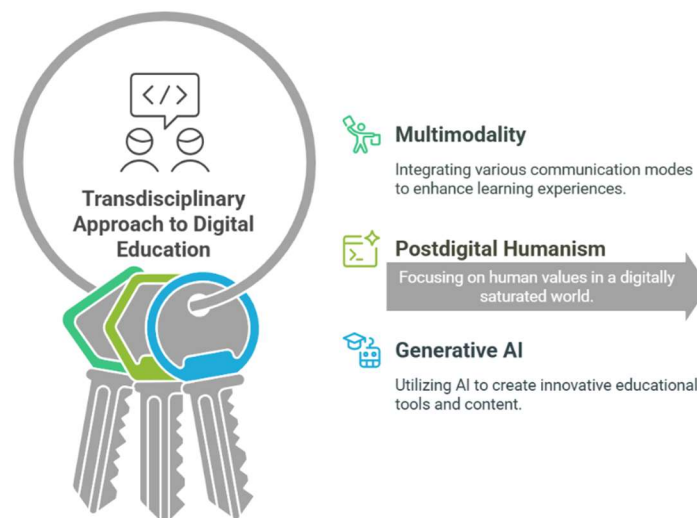 </>
Transdisciplinary
Approach to Digital
Education
Multimodality
Integrating various communication modes
to enhance learning experiences.
Postdigital Humanism
Focusing on human values in a digitally
saturated world.
Generative AI
Utilizing AI to create innovative educational
tools and content.